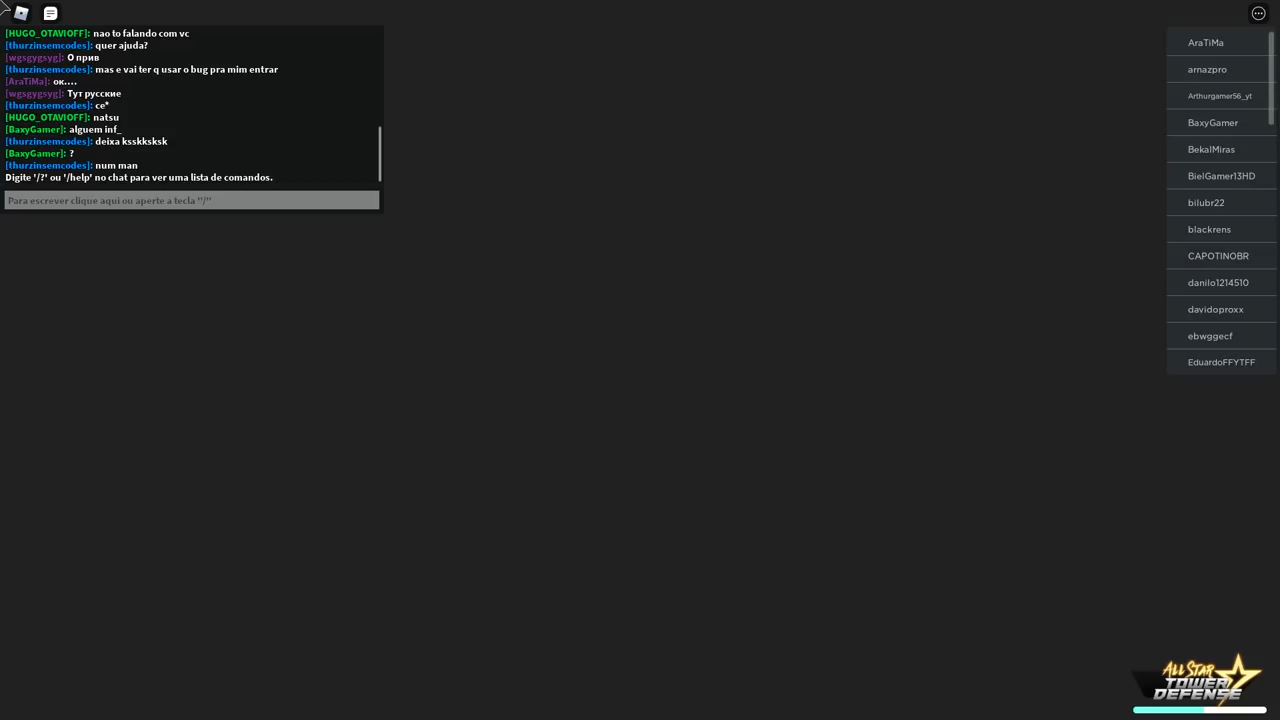 [HUGO_OTAVIOFF]: nao to falando com vc
[thurzinsemcodes]: quer ajuda?
[wgsgygsyg]: О прив
[thurzinsemcodes]: mas e vai ter q usar o bug pra mim entrar
[AraTiMa]: ок....
[wgsgygsyg]: Тут русские
[thurzinsemcodes]: ce*
[HUGO_OTAVIOFF]: natsu
[BaxyGamer]: alguem inf_
[thurzinsemcodes]: deixa ksskksksk
[BaxyGamer]: ?
[thurzinsemcodes]: num man
Digite '/?' ou '/help' no chat para ver uma lista de comandos.
Para escrever clique aqui ou aperte a tecla "/"
AraTiMa
arnazpro
Arthurgamer56_yt
BaxyGamer
BekalMiras
BielGamer13HD
bilubr22
blackrens
CAPOTINOBR
danilo1214510
davidoproxx
ebwggecf
EduardoFFYTFF
ALL STAR
TOWER
DEFENSE